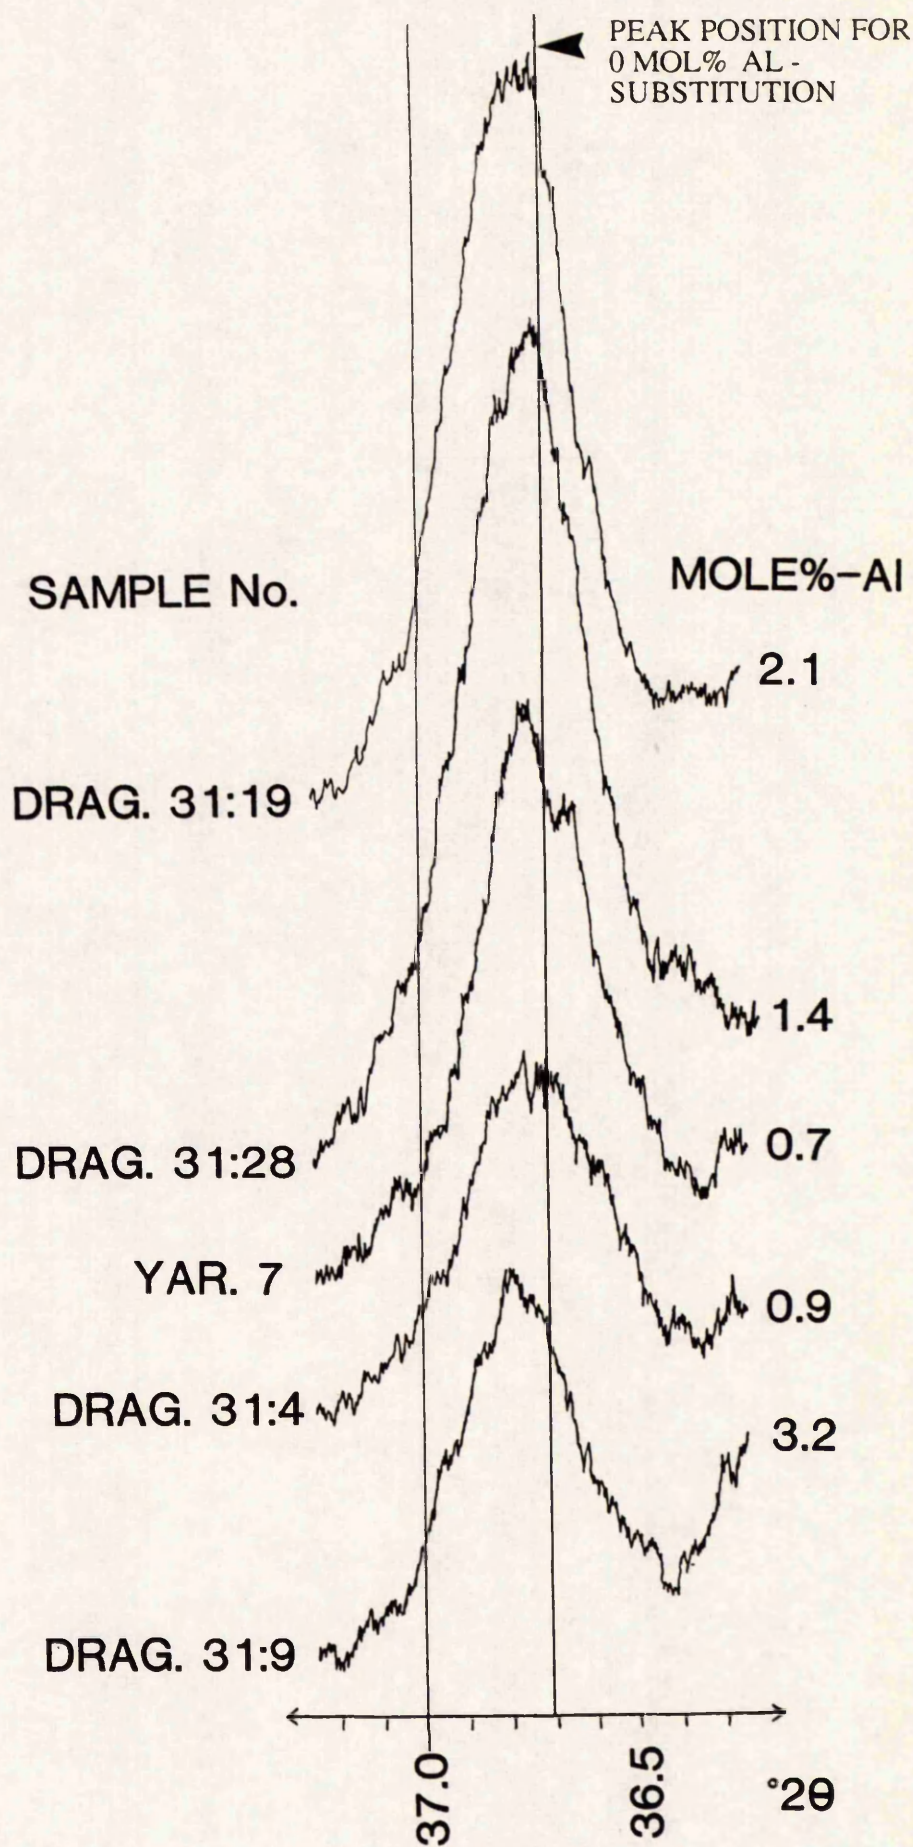 PEAK POSITION FOR
0 MOL% AL -
SUBSTITUTION
SAMPLE No.
MOLE%-Al
2.1
DRAG. 31:19
1.4
DRAG. 31:28
0.7
YAR. 7
0.9
DRAG. 31:4
3.2
DRAG. 31:9
37.0
36.5
°2θ